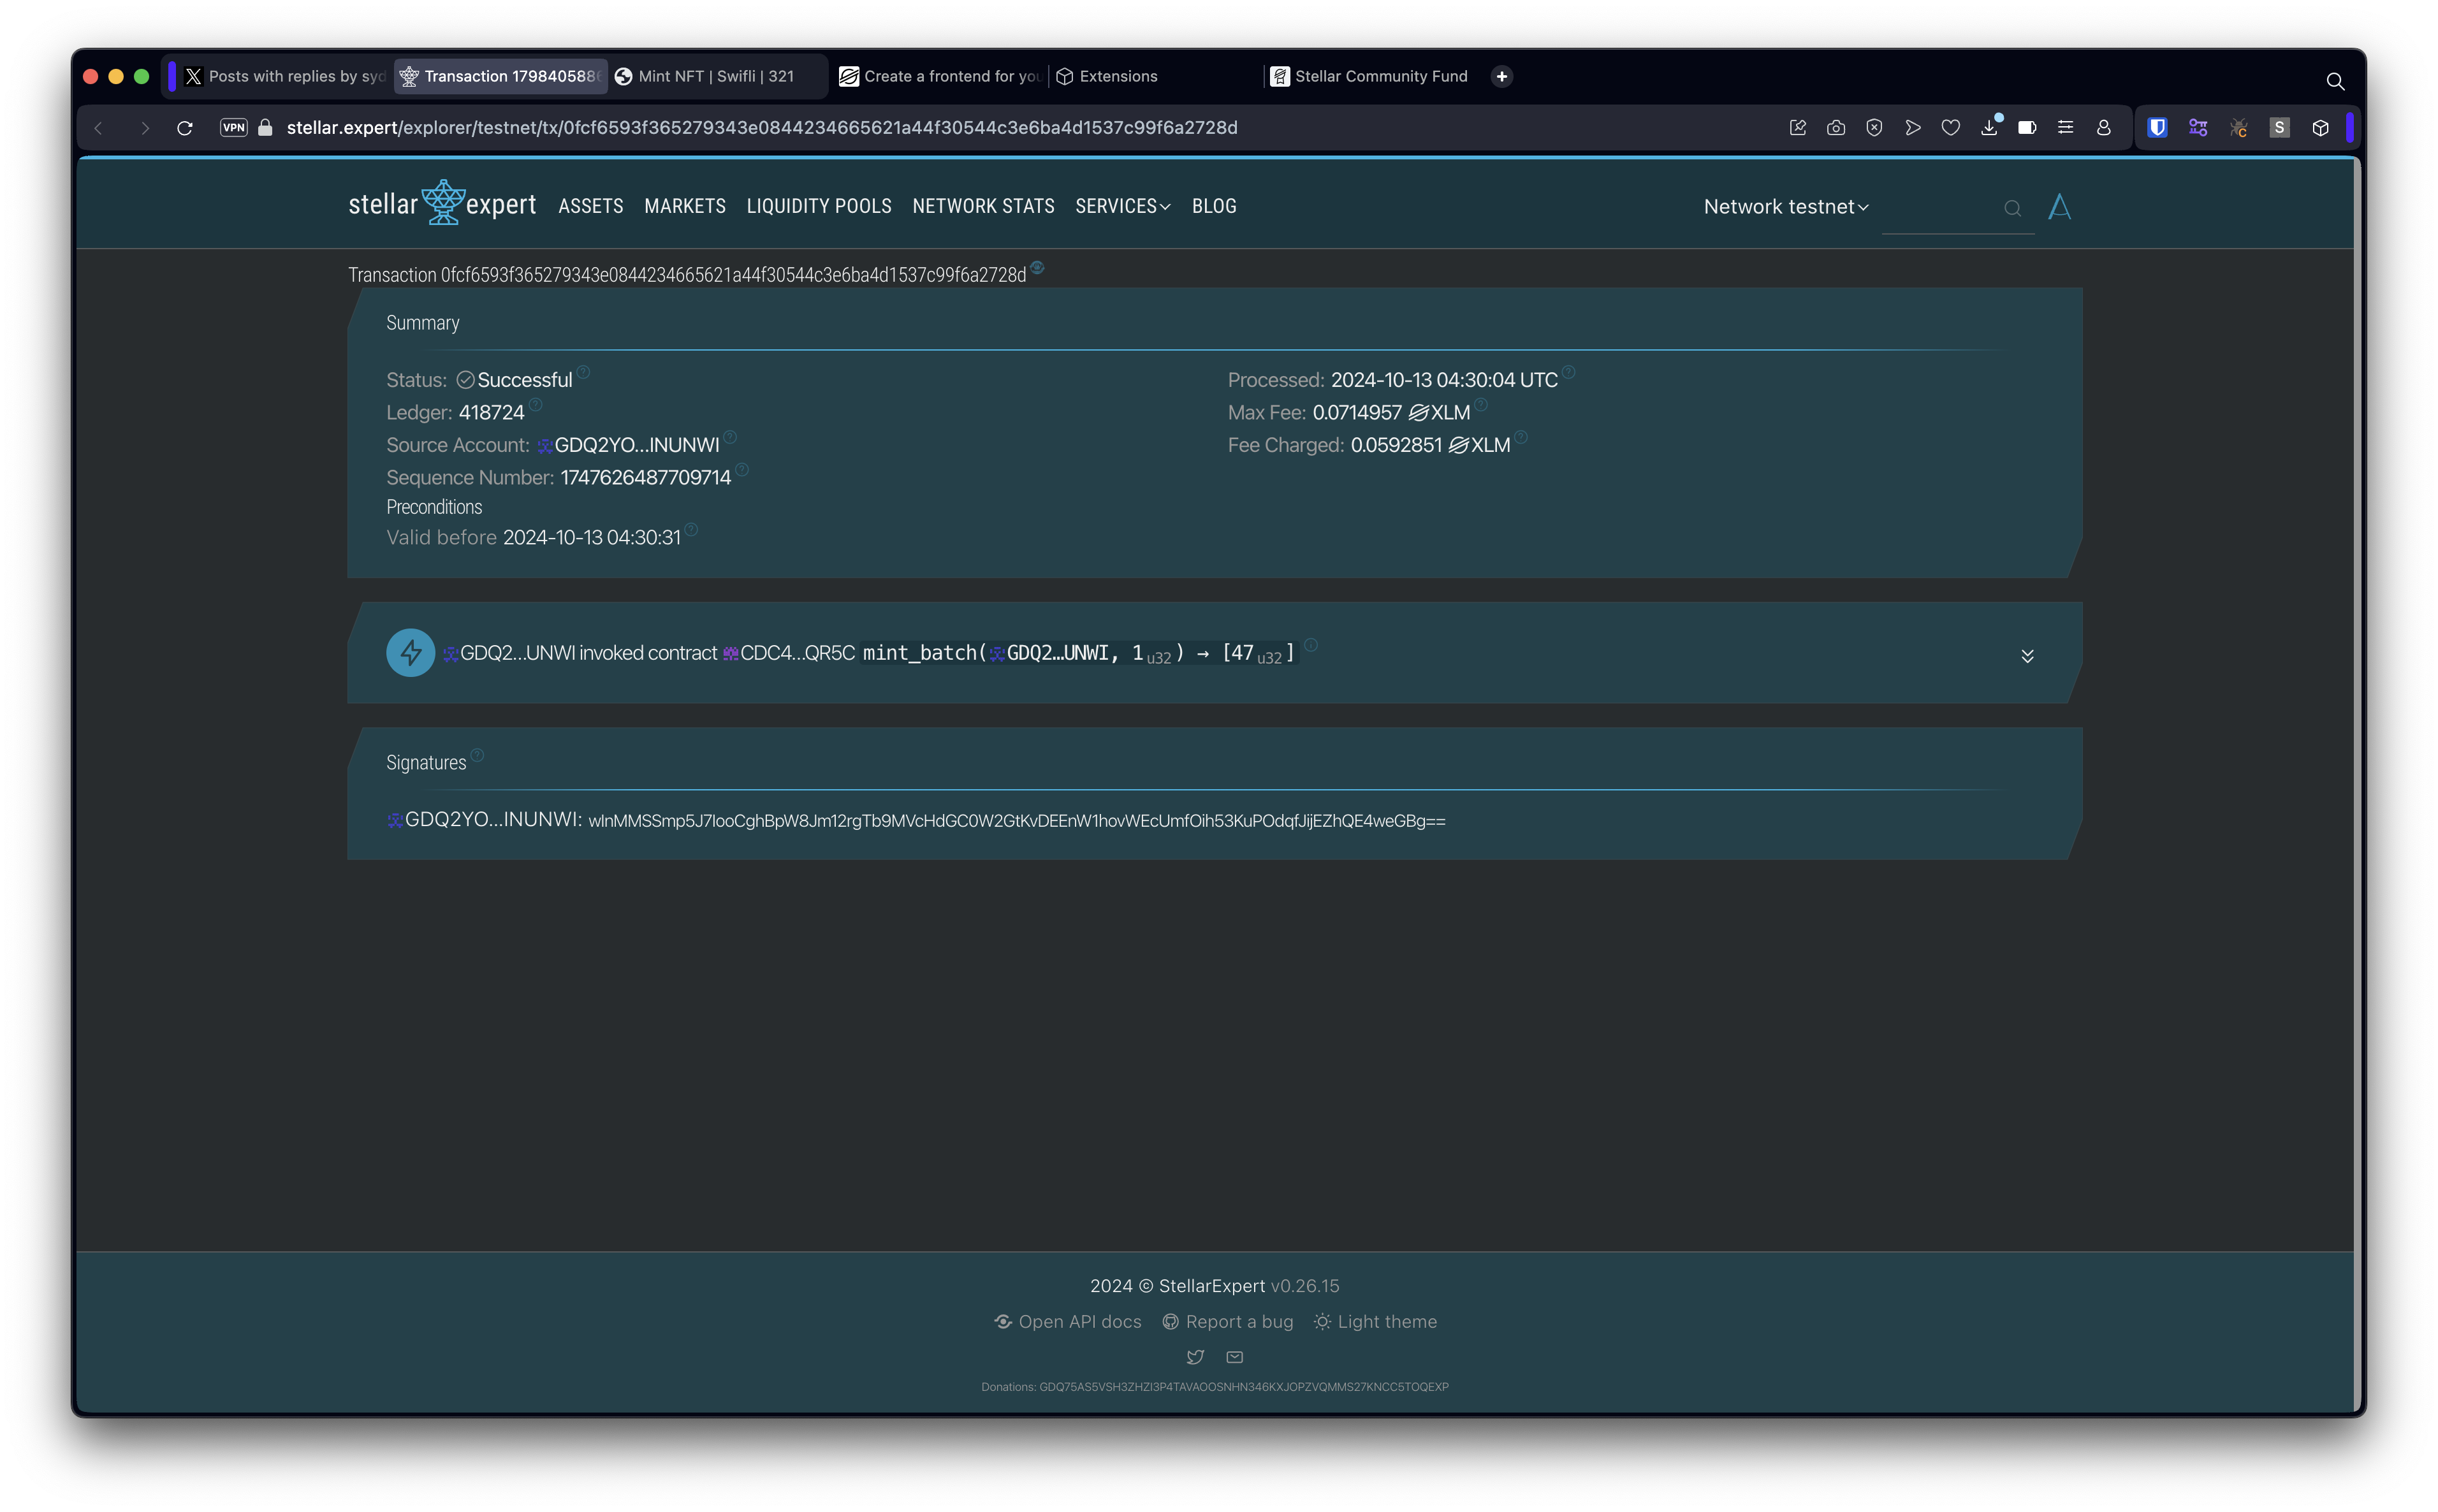 Posts with replies by syd
Transaction 1798405886
Mint NFT | Swifli | 321
Create a frontend for you
Extensions
Stellar Community Fund
VPN
stellar.expert/explorer/testnet/tx/0fcf6593f365279343e0844234665621a44f30544c3e6ba4d1537c99f6a2728d
S
stellar expert
ASSETS
MARKETS
LIQUIDITY POOLS
NETWORK STATS
SERVICES
BLOG
Network testnet
Transaction 0fcf6593f365279343e0844234665621a44f30544c3e6ba4d1537c99f6a2728d
Summary
Status: Successful
Processed: 2024-10-13 04:30:04 UTC
Ledger: 418724
Max Fee: 0.0714957 XLM
Source Account: GDQ2YO…INUNWI
Fee Charged: 0.0592851 XLM
Sequence Number: 1747626487709714
Preconditions
Valid before 2024-10-13 04:30:31
GDQ2…UNWI invoked contract CDC4…QR5C mint_batch(GDQ2…UNWI, 1u32) → [47u32]
Signatures
GDQ2YO…INUNWI: wlnMMSSmp5J7looCghBpW8Jm12rgTb9MVcHdGC0W2GtKvDEEnW1hovWEcUmfOih53KuPOdqfJijEZhQE4weGBg==
2024 © StellarExpert v0.26.15
Open API docs
Report a bug
Light theme
Donations: GDQ75AS5VSH3ZHZI3P4TAVAOOSNHN346KXJOPZVQMMS27KNCC5TOQEXP